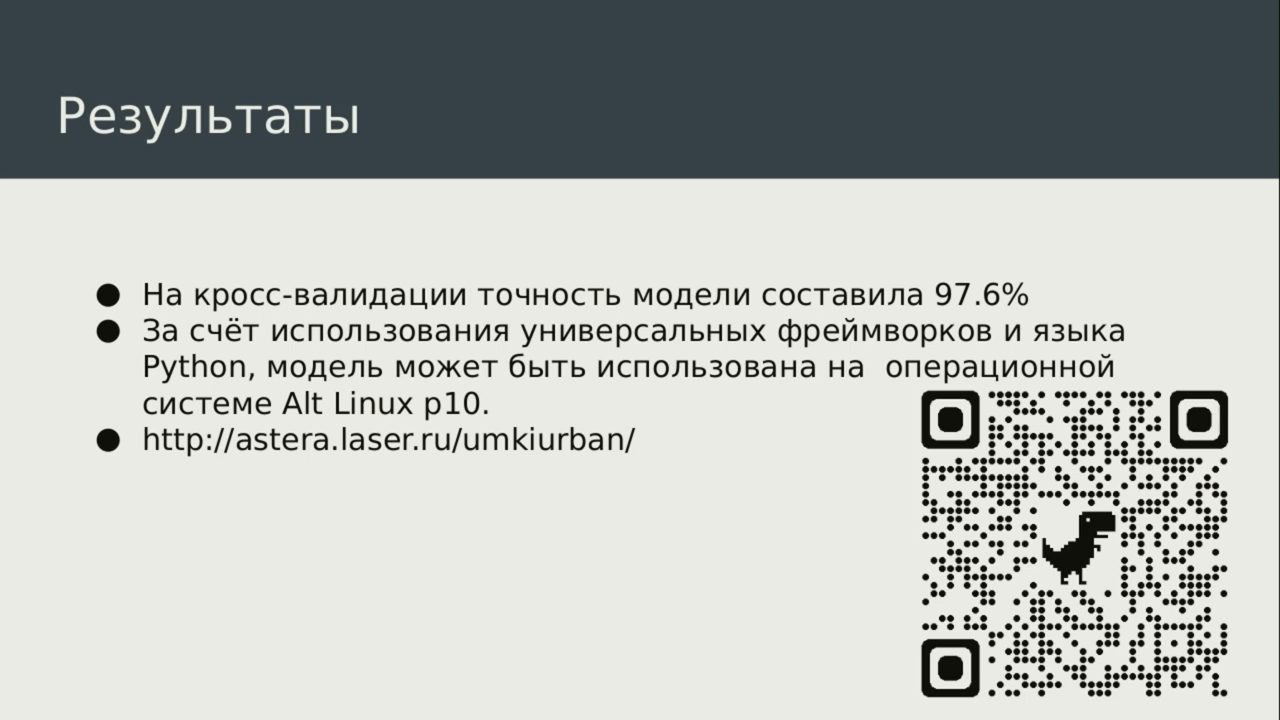 Результаты
● На кросс-валидации точность модели составила 97.6%
● За счёт использования универсальных фреймворков и языка
Python, модель может быть использована на  операционной
системе Alt Linux p10.
● http://astera.laser.ru/umkiurban/